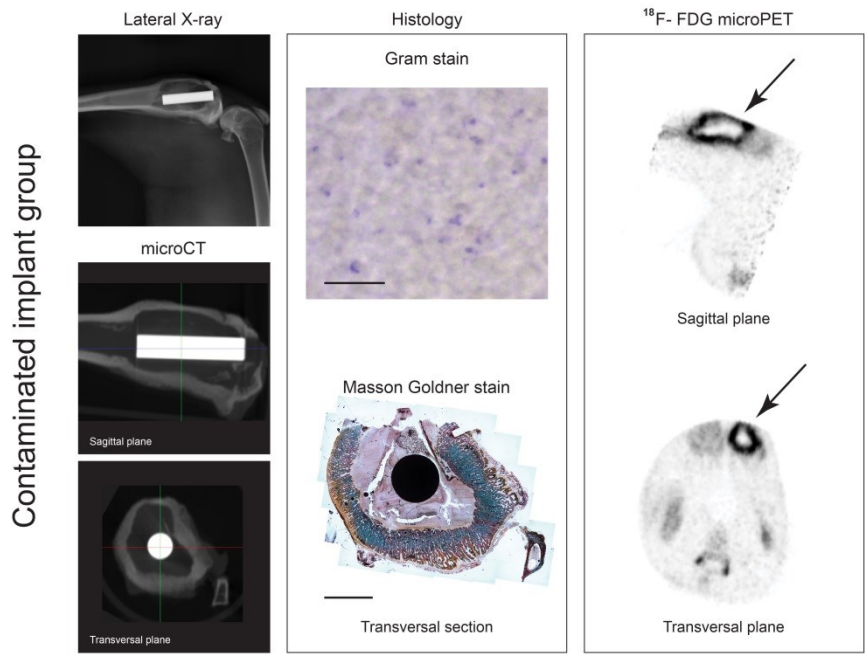 Contaminated implant group
Lateral X-ray
microCT
Sagittal plane
Transversal plane
Histology
Gram stain
Masson Goldner stain
Transversal section
¹⁸F- FDG microPET
Sagittal plane
Transversal plane